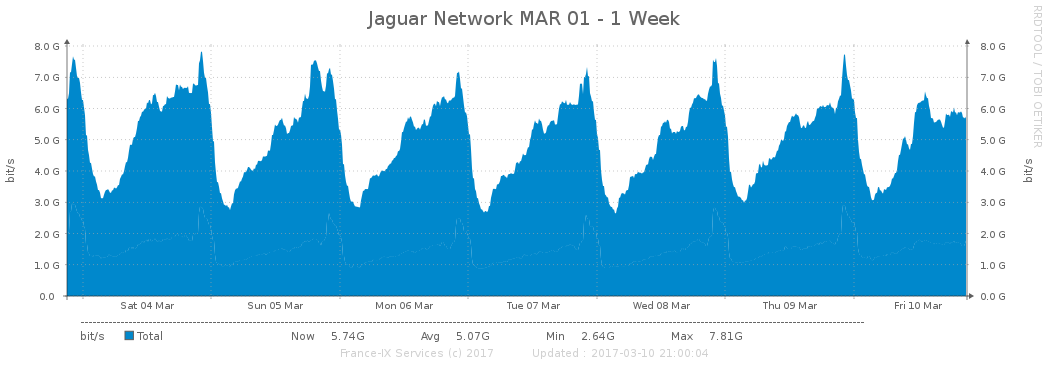 Jaguar Network MAR 01 - 1 Week
RRDTOOL / TOBI OETIKER
bit/s
8.0 G
7.0 G
6.0 G
5.0 G
4.0 G
3.0 G
2.0 G
1.0 G
0.0
8.0 G
7.0 G
6.0 G
5.0 G
4.0 G
3.0 G
2.0 G
1.0 G
0.0 G
bit/s
Sat 04 Mar Sun 05 Mar Mon 06 Mar Tue 07 Mar Wed 08 Mar Thu 09 Mar Fri 10 Mar
bit/s Total Now 5.74G Avg 5.07G Min 2.64G Max 7.81G
France-IX Services (c) 2017 Updated : 2017-03-10 21:00:04